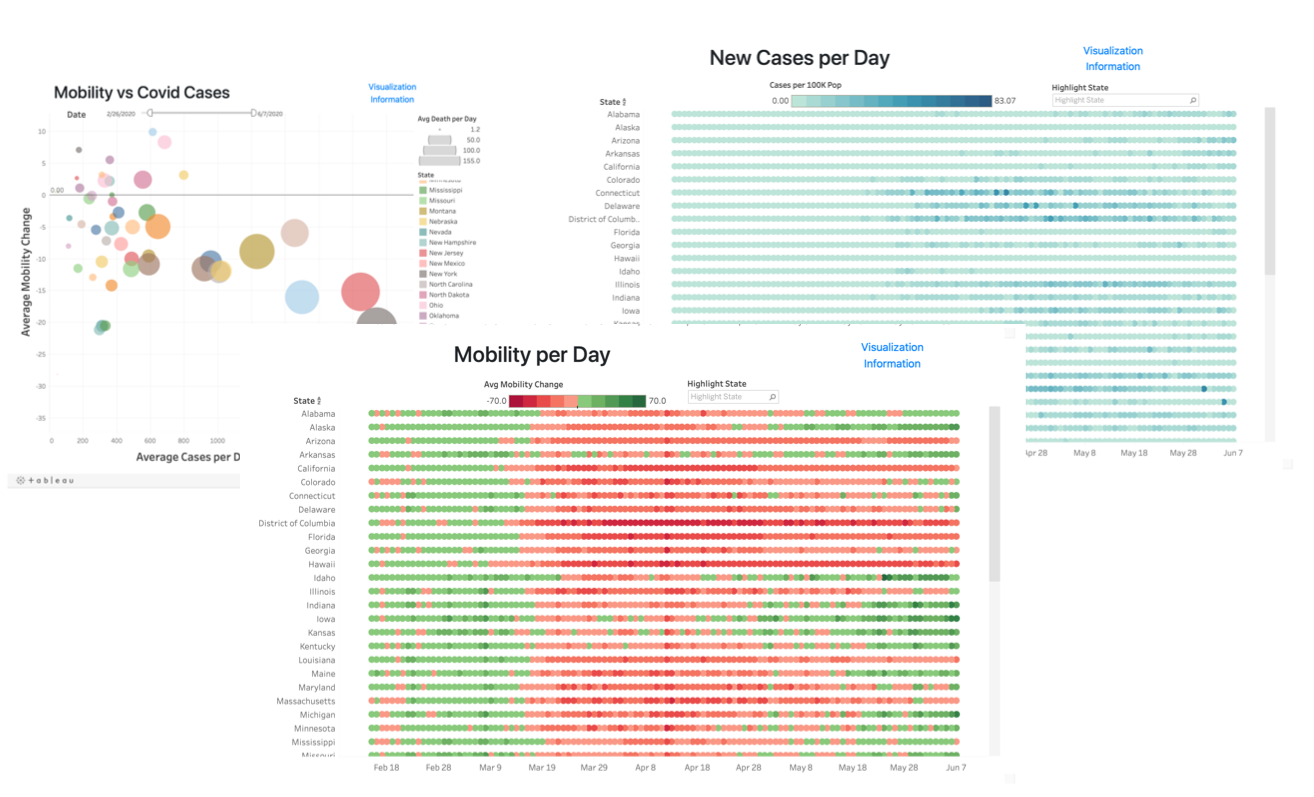 Mobility vs Covid Cases
Visualization
Information
Date
2/26/2020
6/7/2020
Avg Death per Day
1.2
50.0
100.0
155.0
State
Mississippi
Missouri
Montana
Nebraska
Nevada
New Hampshire
New Jersey
New Mexico
New York
North Carolina
North Dakota
Ohio
Oklahoma
Average Mobility Change
10
5
0
0.00
-5
-10
-15
-20
-25
-30
-35
0
200
400
600
800
1000
Average Cases per D
+ableau
New Cases per Day
Visualization
Information
Cases per 100K Pop
0.00
83.07
Highlight State
Highlight State
State
Alabama
Alaska
Arizona
Arkansas
California
Colorado
Connecticut
Delaware
District of Columb..
Florida
Georgia
Hawaii
Idaho
Illinois
Indiana
Iowa
Kansas
Apr 28
May 8
May 18
May 28
Jun 7
Mobility per Day
Visualization
Information
Avg Mobility Change
-70.0
70.0
Highlight State
Highlight State
State
Alabama
Alaska
Arizona
Arkansas
California
Colorado
Connecticut
Delaware
District of Columbia
Florida
Georgia
Hawaii
Idaho
Illinois
Indiana
Iowa
Kansas
Kentucky
Louisiana
Maine
Maryland
Massachusetts
Michigan
Minnesota
Mississippi
Missouri
Feb 18
Feb 28
Mar 9
Mar 19
Mar 29
Apr 8
Apr 18
Apr 28
May 8
May 18
May 28
Jun 7